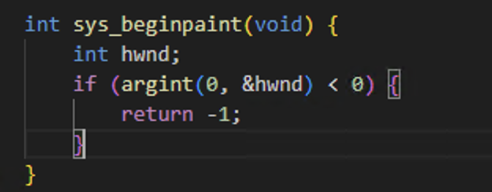 int sys_beginpaint(void) {
    int hwnd;
    if (argint(0, &hwnd) < 0) {
        return -1;
    }
}